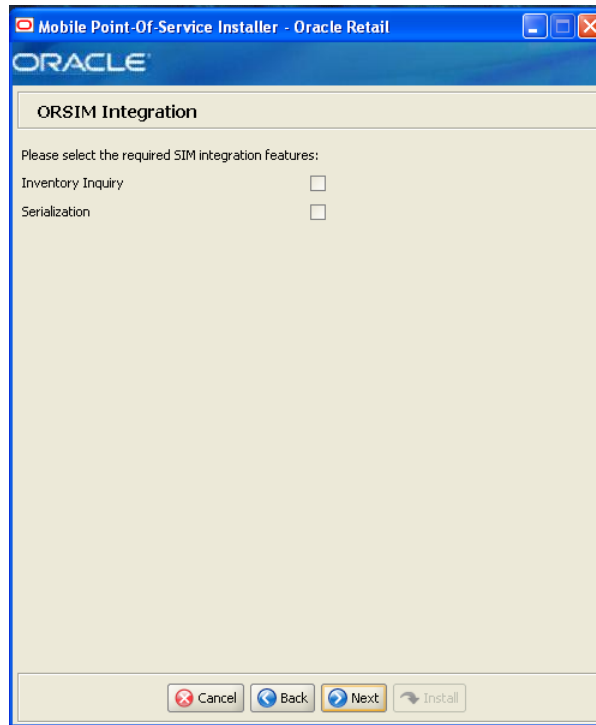 Mobile Point-Of-Service Installer - Oracle Retail
ORACLE
ORSIM Integration
Please select the required SIM integration features:
Inventory Inquiry
Serialization
Cancel Back Next Install